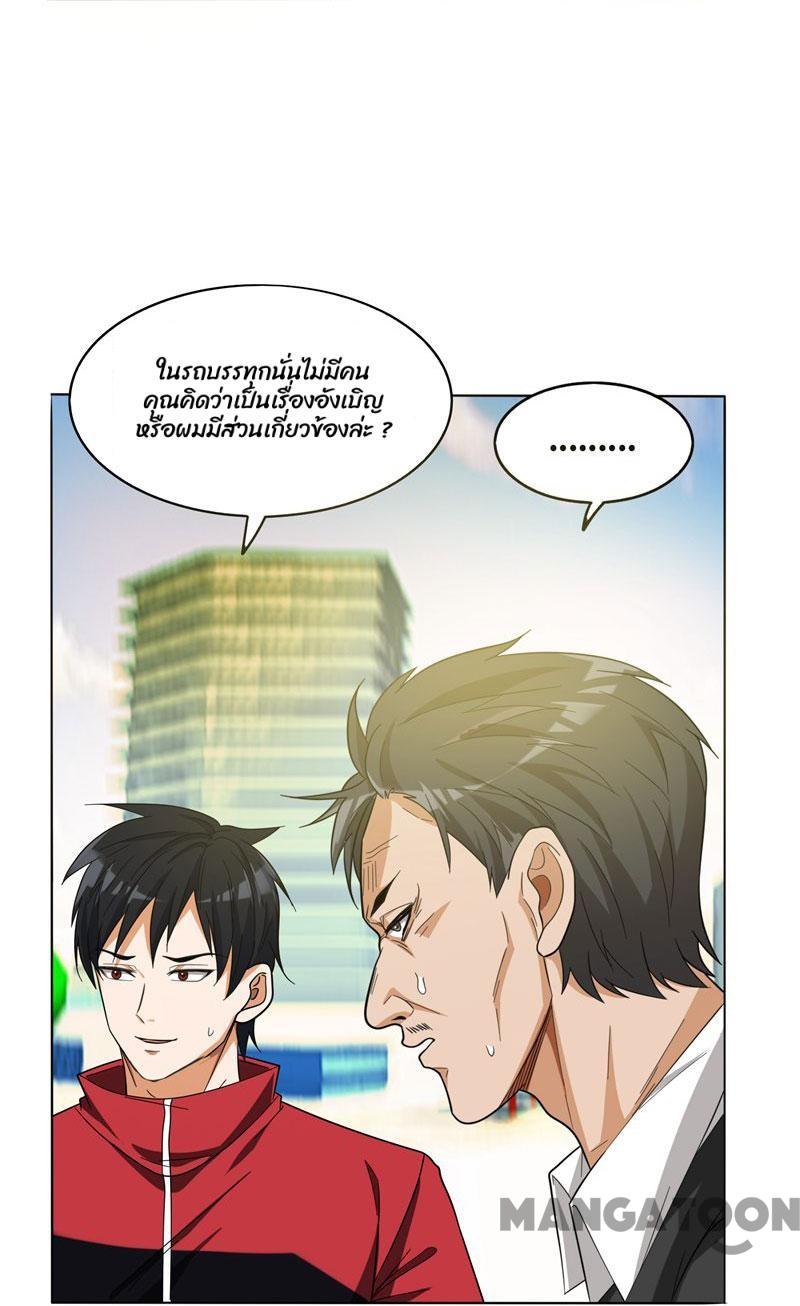 ในรถบรรทุกนั่นไม่มีคน
คุณคิดว่าเป็นเรื่องอังเบิญ
หรือผมมีส่วนเกี่ยวข้องล่ะ ?
.........
MANGATOON